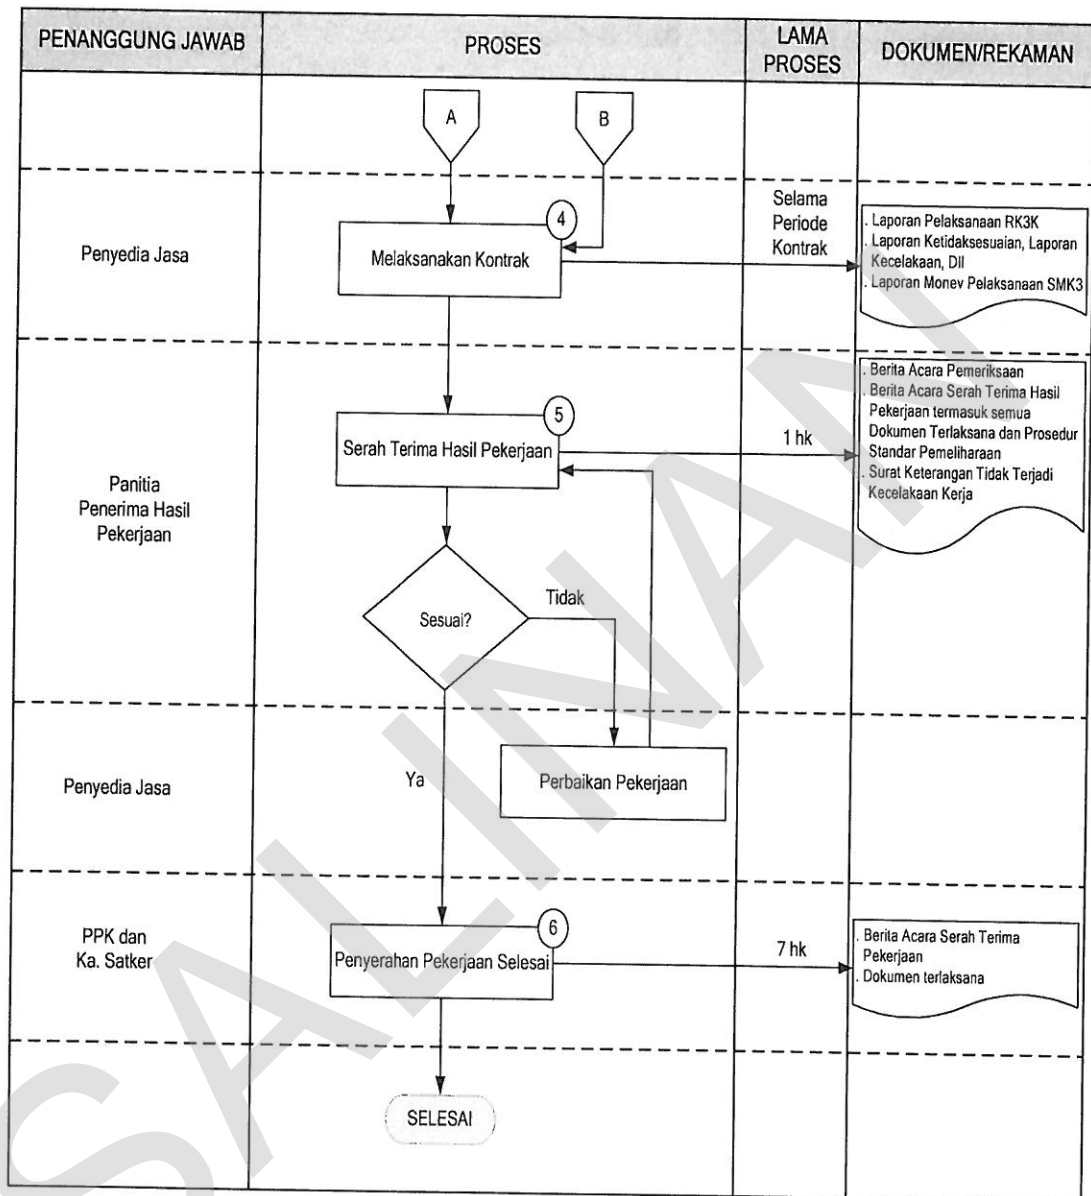 PENANGGUNG JAWAB
PROSES
LAMA
PROSES
DOKUMEN/REKAMAN
A
B
Penyedia Jasa
4
Melaksanakan Kontrak
Selama
Periode
Kontrak
. Laporan Pelaksanaan RK3K
. Laporan Ketidaksesuaian, Laporan
Kecelakaan, Dll
. Laporan Monev Pelaksanaan SMK3
Panitia
Penerima Hasil
Pekerjaan
5
Serah Terima Hasil Pekerjaan
1 hk
. Berita Acara Pemeriksaan
. Berita Acara Serah Terima Hasil
Pekerjaan termasuk semua
Dokumen Terlaksana dan Prosedur
Standar Pemeliharaan
. Surat Keterangan Tidak Terjadi
Kecelakaan Kerja
Sesuai?
Tidak
Penyedia Jasa
Ya
Perbaikan Pekerjaan
PPK dan
Ka. Satker
6
Penyerahan Pekerjaan Selesai
7 hk
. Berita Acara Serah Terima
Pekerjaan
. Dokumen terlaksana
SELESAI
SALINAN